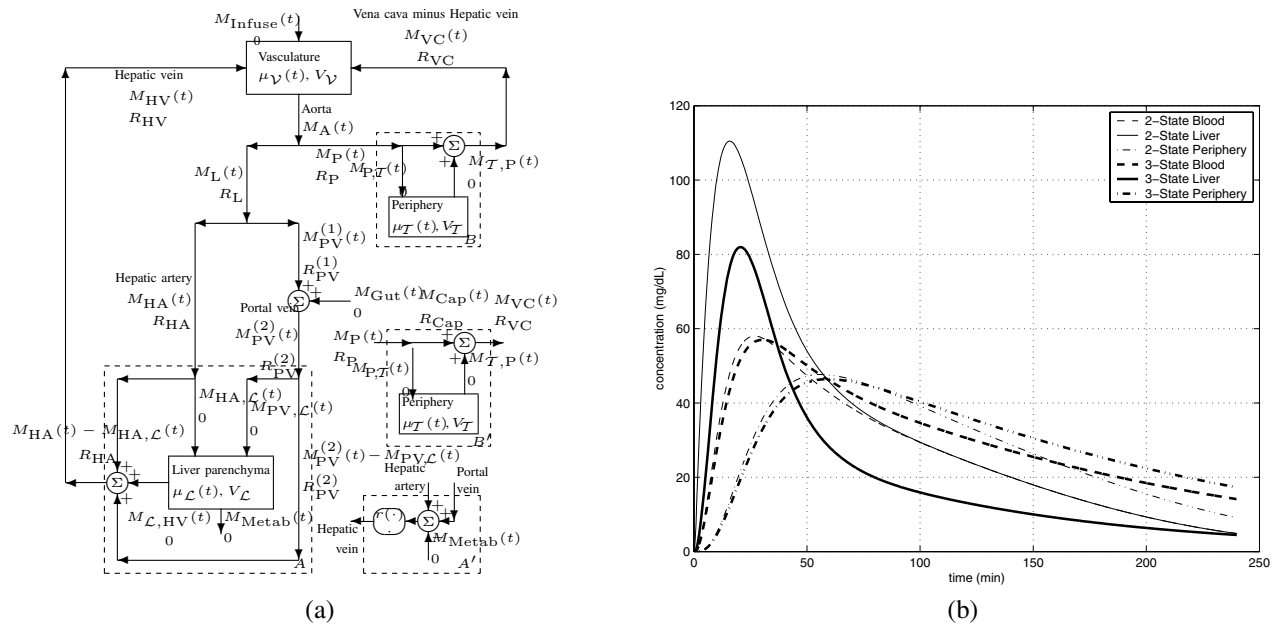 M_Infuse(t)
0
Vena cava minus Hepatic vein
M_VC(t)
R_VC
Vasculature
μ_𝒱(t), V_𝒱
Hepatic vein
M_HV(t)
R_HV
Aorta
M_A(t)
M_P(t)
R_P
M_P,𝒯(t)
0
+
Σ
+
M_𝒯,P(t)
0
M_L(t)
R_L
Periphery
μ_𝒯(t), V_𝒯
B
M_PV^(1)(t)
R_PV^(1)
Hepatic artery
M_HA(t)
R_HA
+
+
Σ
M_Gut(t)
0
Portal vein
M_PV^(2)(t)
R_PV^(2)
M_Cap(t)
R_Cap
M_VC(t)
R_VC
M_P(t)
R_P
M_P,𝒯(t)
0
+
Σ
+
M_𝒯,P(t)
0
Periphery
μ_𝒯(t), V_𝒯
B'
M_HA,ℒ(t)
0
M_PV,ℒ(t)
0
M_HA(t) − M_HA,ℒ(t)
R_HA
+
+
Σ
+
Liver parenchyma
μ_ℒ(t), V_ℒ
M_ℒ,HV(t)
0
M_Metab(t)
0
A
M_PV^(2)(t) − M_PV,ℒ(t)
R_PV^(2)
Hepatic
artery
Portal
vein
r(·)
+
+
Σ
+
Hepatic
vein
M_Metab(t)
0
A'
(a)
120
100
80
60
40
20
0
concentration (mg/dL)
0
50
100
150
200
250
time (min)
2−State Blood
2−State Liver
2−State Periphery
3−State Blood
3−State Liver
3−State Periphery
(b)